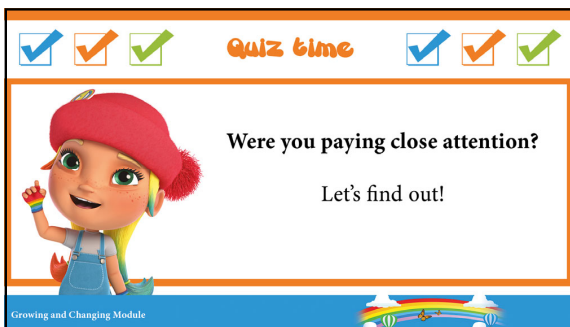 Quiz time
Were you paying close attention?
Let's find out!
Growing and Changing Module